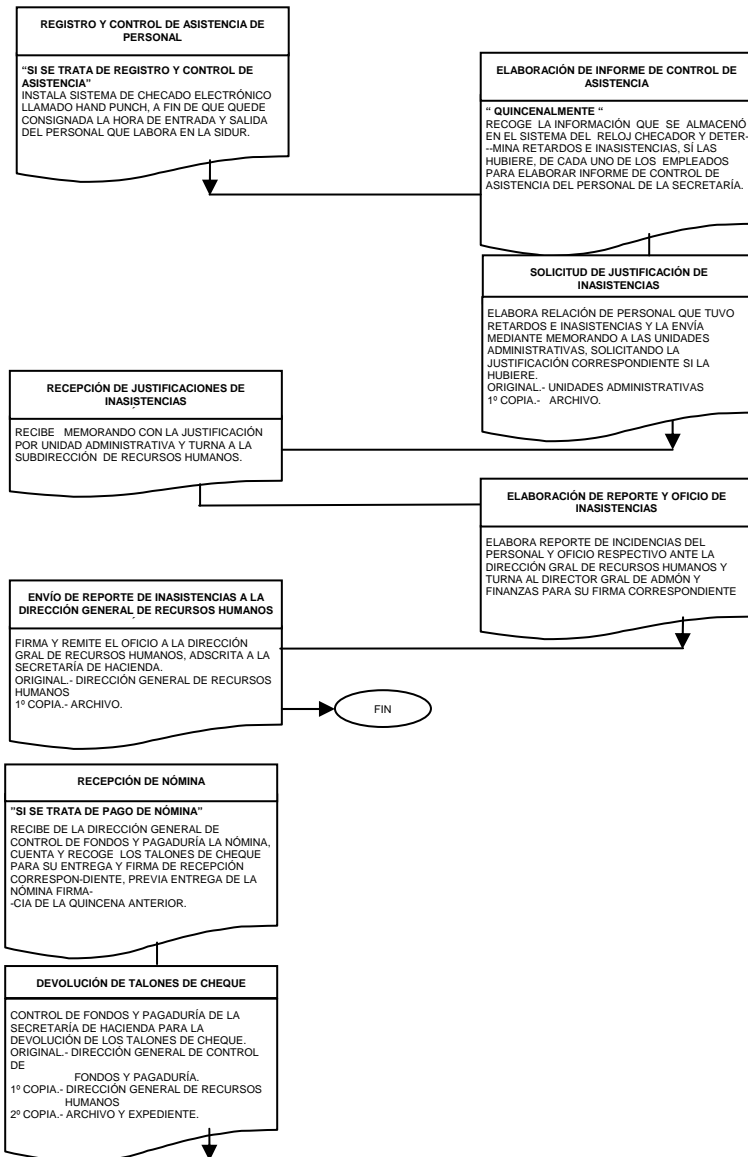 REGISTRO Y CONTROL DE ASISTENCIA DE
PERSONAL
“SI SE TRATA DE REGISTRO Y CONTROL DE
ASISTENCIA”
INSTALA SISTEMA DE CHECADO ELECTRÓNICO
LLAMADO HAND PUNCH, A FIN DE QUE QUEDE
CONSIGNADA LA HORA DE ENTRADA Y SALIDA
DEL PERSONAL QUE LABORA EN LA SIDUR.
ELABORACIÓN DE INFORME DE CONTROL DE
ASISTENCIA
“ QUINCENALMENTE “
RECOGE LA INFORMACIÓN QUE SE ALMACENÓ
EN EL SISTEMA DEL RELOJ CHECADOR Y DETER-
--MINA RETARDOS E INASISTENCIAS, SÍ LAS
HUBIERE, DE CADA UNO DE LOS EMPLEADOS
PARA ELABORAR INFORME DE CONTROL DE
ASISTENCIA DEL PERSONAL DE LA SECRETARÍA.
SOLICITUD DE JUSTIFICACIÓN DE
INASISTENCIAS
ELABORA RELACIÓN DE PERSONAL QUE TUVO
RETARDOS E INASISTENCIAS Y LA ENVÍA
MEDIANTE MEMORANDO A LAS UNIDADES
ADMINISTRATIVAS, SOLICITANDO LA
JUSTIFICACIÓN CORRESPONDIENTE SI LA
HUBIERE.
ORIGINAL.- UNIDADES ADMINISTRATIVAS
1º COPIA.- ARCHIVO.
RECEPCIÓN DE JUSTIFICACIONES DE
INASISTENCIAS
RECIBE MEMORANDO CON LA JUSTIFICACIÓN
POR UNIDAD ADMINISTRATIVA Y TURNA A LA
SUBDIRECCIÓN DE RECURSOS HUMANOS.
ELABORACIÓN DE REPORTE Y OFICIO DE
INASISTENCIAS
ELABORA REPORTE DE INCIDENCIAS DEL
PERSONAL Y OFICIO RESPECTIVO ANTE LA
DIRECCIÓN GRAL DE RECURSOS HUMANOS Y
TURNA AL DIRECTOR GRAL DE ADMÓN Y
FINANZAS PARA SU FIRMA CORRESPONDIENTE
ENVÍO DE REPORTE DE INASISTENCIAS A LA
DIRECCIÓN GENERAL DE RECURSOS HUMANOS
FIRMA Y REMITE EL OFICIO A LA DIRECCIÓN
GRAL DE RECURSOS HUMANOS, ADSCRITA A LA
SECRETARÍA DE HACIENDA.
ORIGINAL.- DIRECCIÓN GENERAL DE RECURSOS
HUMANOS
1º COPIA.- ARCHIVO.
FIN
RECEPCIÓN DE NÓMINA
"SI SE TRATA DE PAGO DE NÓMINA"
RECIBE DE LA DIRECCIÓN GENERAL DE
CONTROL DE FONDOS Y PAGADURÍA LA NÓMINA,
CUENTA Y RECOGE LOS TALONES DE CHEQUE
PARA SU ENTREGA Y FIRMA DE RECEPCIÓN
CORRESPON-DIENTE, PREVIA ENTREGA DE LA
NÓMINA FIRMA-
-CIA DE LA QUINCENA ANTERIOR.
DEVOLUCIÓN DE TALONES DE CHEQUE
CONTROL DE FONDOS Y PAGADURÍA DE LA
SECRETARÍA DE HACIENDA PARA LA
DEVOLUCIÓN DE LOS TALONES DE CHEQUE.
ORIGINAL.- DIRECCIÓN GENERAL DE CONTROL
DE
FONDOS Y PAGADURÍA.
1º COPIA.- DIRECCIÓN GENERAL DE RECURSOS
HUMANOS
2º COPIA.- ARCHIVO Y EXPEDIENTE.